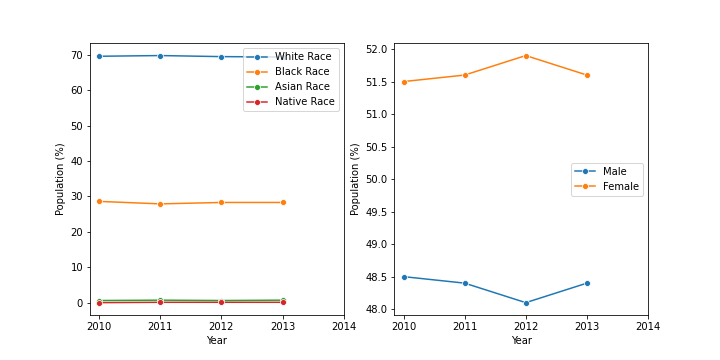 70
60
50
40
30
20
10
0
Population (%)
2010 2011 2012 2013 2014
Year
White Race
Black Race
Asian Race
Native Race
52.0
51.5
51.0
50.5
50.0
49.5
49.0
48.5
48.0
Population (%)
2010 2011 2012 2013 2014
Year
Male
Female